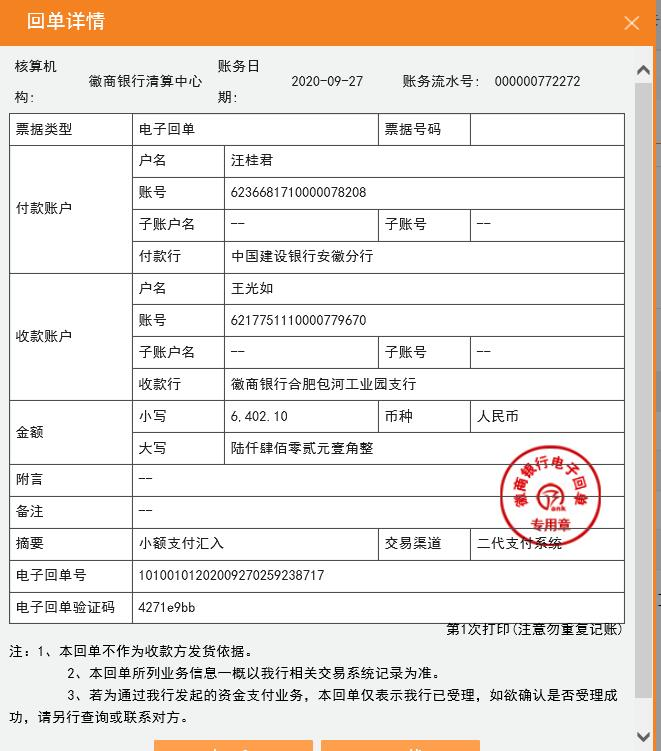 回单详情
核算机构: 徽商银行清算中心 账务日期: 2020-09-27 账务流水号: 000000772272
票据类型 电子回单 票据号码
付款账户
户名 汪桂君
账号 6236681710000078208
子账户名 -- 子账号 --
付款行 中国建设银行安徽分行
收款账户
户名 王光如
账号 6217751110000779670
子账户名 -- 子账号 --
收款行 徽商银行合肥包河工业园支行
金额
小写 6,402.10 币种 人民币
大写 陆仟肆佰零贰元壹角整
附言 --
备注 --
摘要 小额支付汇入 交易渠道 二代支付系统
电子回单号 10100101202009270259238717
电子回单验证码 4271e9bb
徽商银行电子回单
专用章
第1次打印(注意勿重复记账)
注: 1、本回单不作为收款方发货依据。
2、本回单所列业务信息一概以我行相关交易系统记录为准。
3、若为通过我行发起的资金支付业务, 本回单仅表示我行已受理, 如欲确认是否受理成
功, 请另行查询或联系对方。